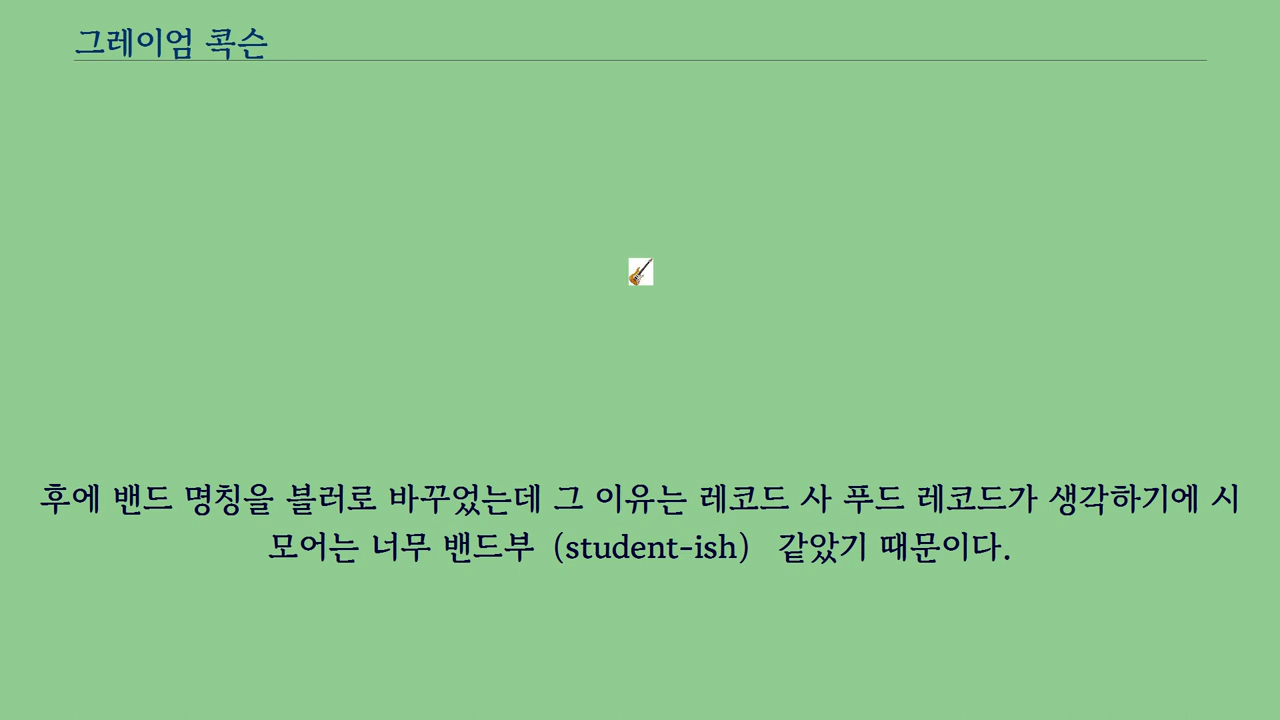 그레이엄 콕슨
후에 밴드 명칭을 블러로 바꾸었는데 그 이유는 레코드 사 푸드 레코드가 생각하기에 시
모어는 너무 밴드부（student-ish） 같았기 때문이다.